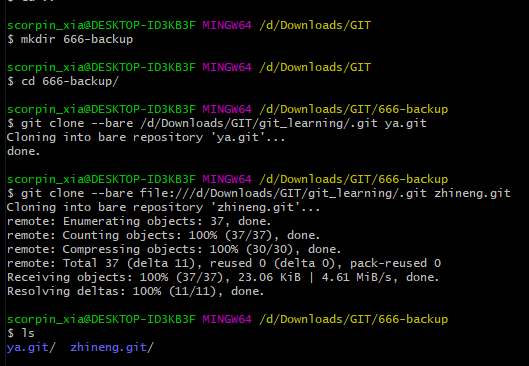 scorpin_xia@DESKTOP-ID3KB3F MINGW64 /d/Downloads/GIT
$ mkdir 666-backup
scorpin_xia@DESKTOP-ID3KB3F MINGW64 /d/Downloads/GIT
$ cd 666-backup/
scorpin_xia@DESKTOP-ID3KB3F MINGW64 /d/Downloads/GIT/666-backup
$ git clone --bare /d/Downloads/GIT/git_learning/.git ya.git
Cloning into bare repository 'ya.git'...
done.
scorpin_xia@DESKTOP-ID3KB3F MINGW64 /d/Downloads/GIT/666-backup
$ git clone --bare file:///d/Downloads/GIT/git_learning/.git zhineng.git
Cloning into bare repository 'zhineng.git'...
remote: Enumerating objects: 37, done.
remote: Counting objects: 100% (37/37), done.
remote: Compressing objects: 100% (30/30), done.
remote: Total 37 (delta 11), reused 0 (delta 0), pack-reused 0
Receiving objects: 100% (37/37), 23.06 KiB | 4.61 MiB/s, done.
Resolving deltas: 100% (11/11), done.
scorpin_xia@DESKTOP-ID3KB3F MINGW64 /d/Downloads/GIT/666-backup
$ ls
ya.git/  zhineng.git/